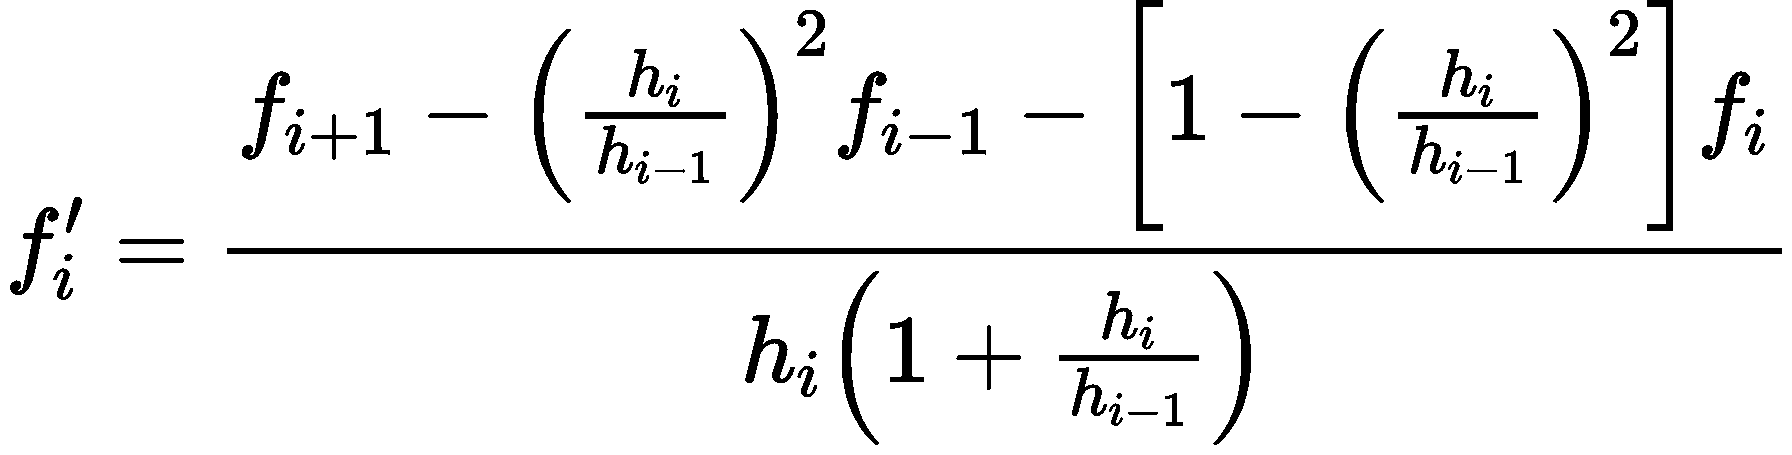 $f'_i = \frac{f_{i+1} - \left(\frac{h_i}{h_{i-1}}\right)^2 f_{i-1} - \left[1 - \left(\frac{h_i}{h_{i-1}}\right)^2\right] f_i}{h_i \left(1 + \frac{h_i}{h_{i-1}}\right)}$